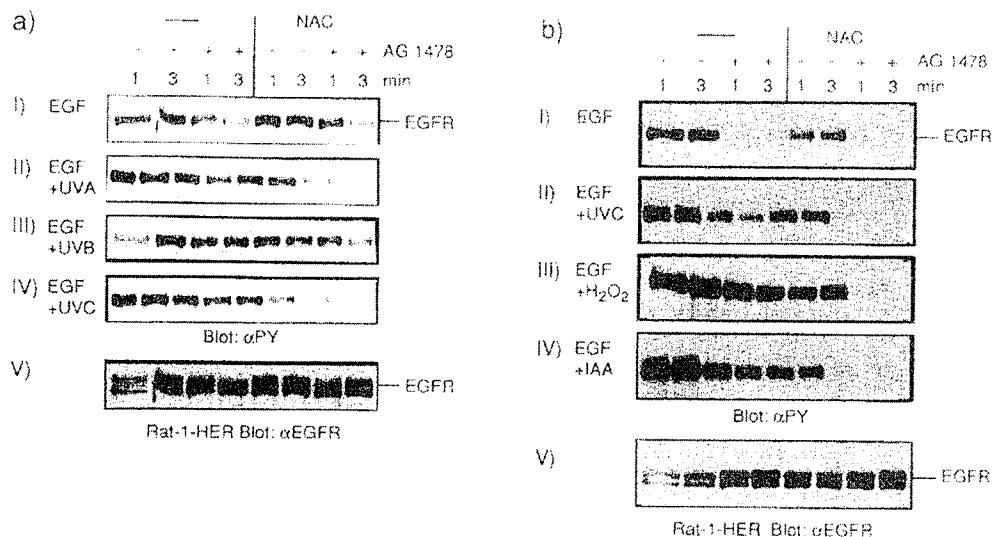 a)
— NAC
- - + + - - + + AG 1478
1 3 1 3 1 3 1 3 min
I) EGF
EGFR
II) EGF
+UVA
III) EGF
+UVB
IV) EGF
+UVC
Blot: αPY
V)
EGFR
Rat-1-HER Blot: αEGFR
b)
— NAC
- - + + - - + + AG 1478
1 3 1 3 1 3 1 3 min
I) EGF
EGFR
II) EGF
+UVC
III) EGF
+H₂O₂
IV) EGF
+IAA
Blot: αPY
V)
EGFR
Rat-1-HER Blot: αEGFR